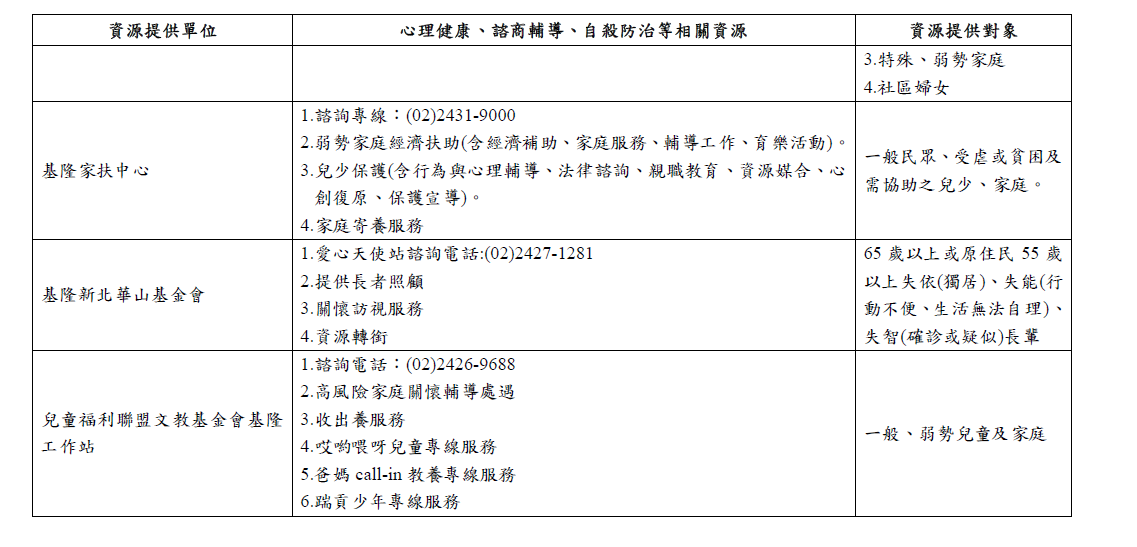 資源提供單位
心理健康、諮商輔導、自殺防治等相關資源
資源提供對象
3.特殊、弱勢家庭
4.社區婦女
基隆家扶中心
1.諮詢專線：(02)2431-9000
2.弱勢家庭經濟扶助(含經濟補助、家庭服務、輔導工作、育樂活動)。
3.兒少保護(含行為與心理輔導、法律諮詢、親職教育、資源媒合、心
創復原、保護宣導)。
4.家庭寄養服務
一般民眾、受虐或貧困及
需協助之兒少、家庭。
基隆新北華山基金會
1.愛心天使站諮詢電話:(02)2427-1281
2.提供長者照顧
3.關懷訪視服務
4.資源轉銜
65 歲以上或原住民 55 歲
以上失依(獨居)、失能(行
動不便、生活無法自理)、
失智(確診或疑似)長輩
兒童福利聯盟文教基金會基隆
工作站
1.諮詢電話：(02)2426-9688
2.高風險家庭關懷輔導處遇
3.收出養服務
4.哎喲喂呀兒童專線服務
5.爸媽 call-in 教養專線服務
6.踹貢少年專線服務
一般、弱勢兒童及家庭